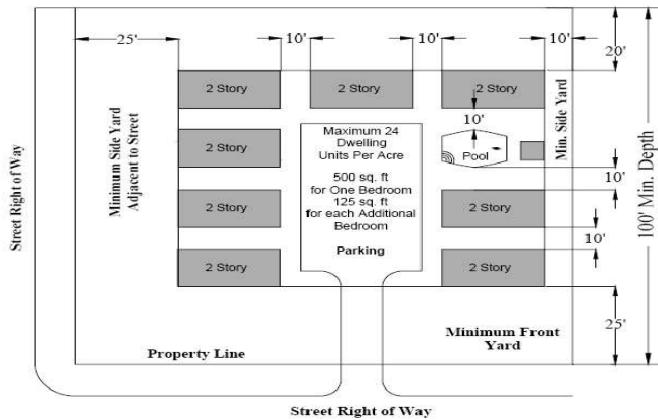 20'
25'
10'
10'
10'
2 Story
2 Story
2 Story
10'
2 Story
Maximum 24
Dwelling
Units Per Acre
500 sq. ft
for One Bedroom
125 sq. ft
for each Additional
Bedroom
Parking
Pool
Min. Side Yard
Minimum Side Yard
Adjacent to Street
Street Right of Way
100' Min. Depth
10'
2 Story
2 Story
10'
2 Story
2 Story
25'
Minimum Front
Yard
Property Line
Street Right of Way